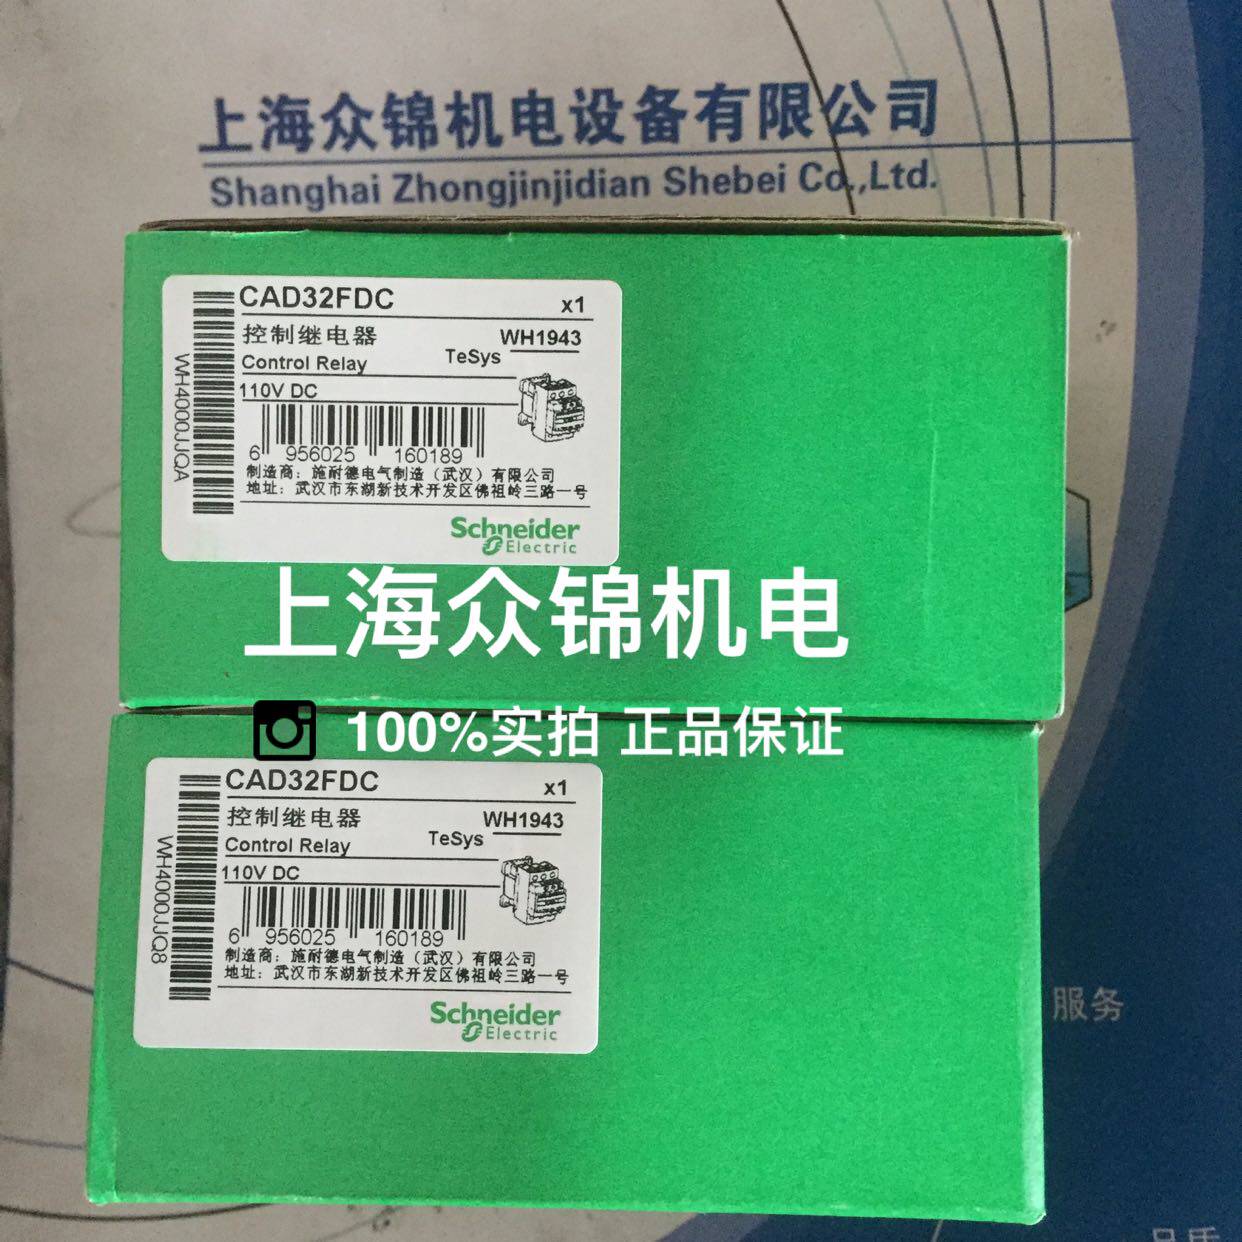 上海众锦机电设备有限公司
Shanghai Zhongjinjidian Shebei Co.,Ltd.
CAD32FDC
x1
控制继电器
WH1943
Control Relay
TeSys
110V DC
WH4000JJQA
6 956025 160189
制造商：施耐德电气制造（武汉）有限公司
地址：武汉市东湖新技术开发区佛祖岭三路一号
Schneider
Electric
上海众锦机电
100%实拍 正品保证
CAD32FDC
x1
控制继电器
WH1943
Control Relay
TeSys
110V DC
WH4000JJQ8
6 956025 160189
制造商：施耐德电气制造（武汉）有限公司
地址：武汉市东湖新技术开发区佛祖岭三路一号
Schneider
Electric
服务
品质